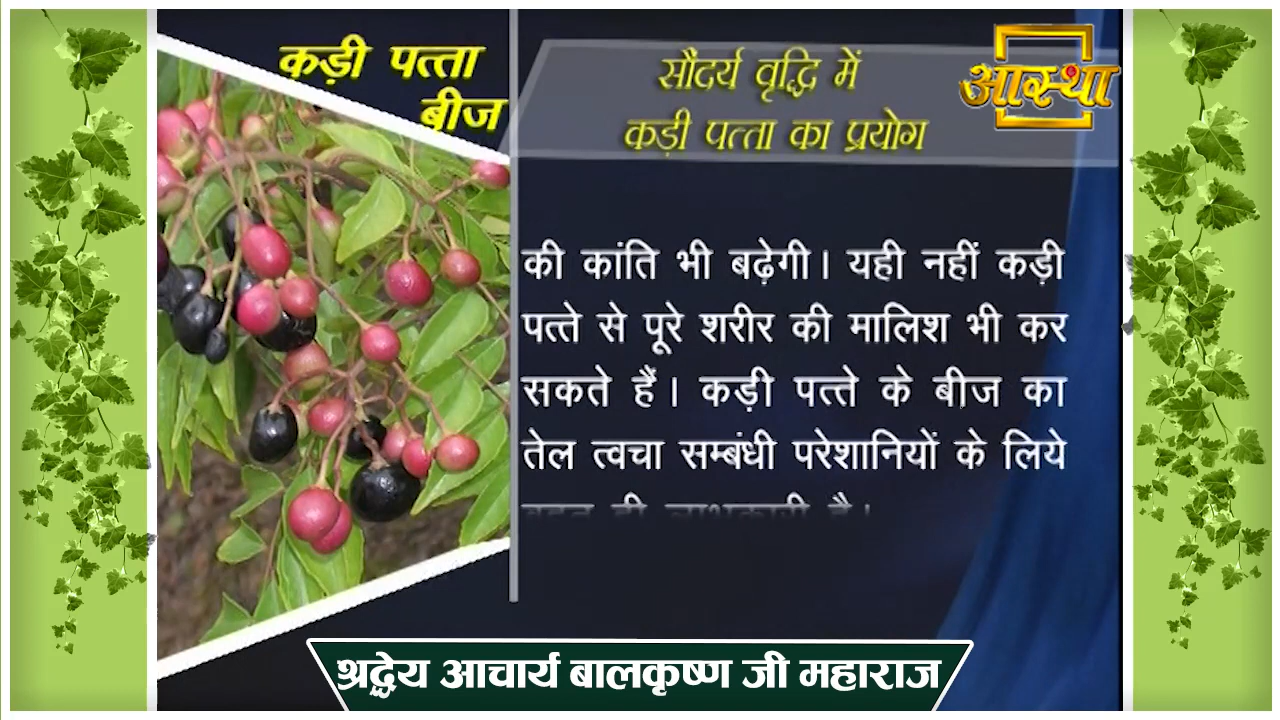 कड़ी पत्ता
बीज
सौदर्य वृद्धि में
कड़ी पत्ता का प्रयोग
आस्था
की कांति भी बढ़ेगी। यही नहीं कड़ी
पत्ते से पूरे शरीर की मालिश भी कर
सकते हैं। कड़ी पत्ते के बीज का
तेल त्वचा सम्बंधी परेशानियों के लिये
श्रद्धेय आचार्य बालकृष्ण जी महाराज